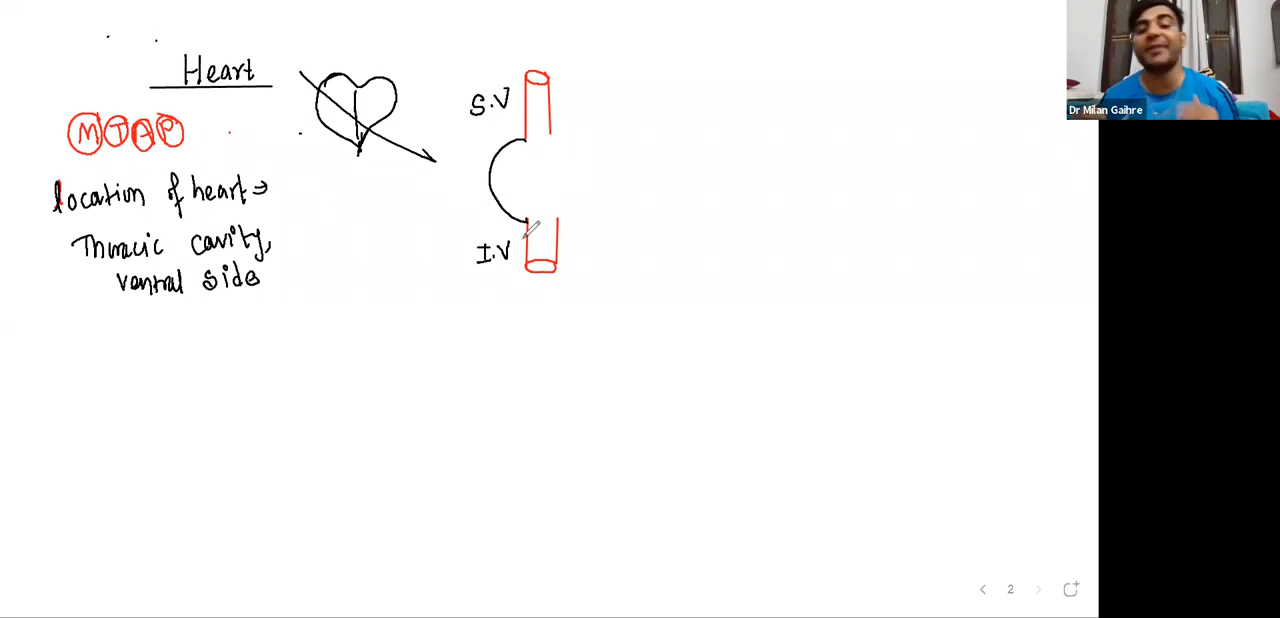 Heart
MTAP
location of heart ⇒
Thoracic cavity,
ventral side
S.V
I.V
Dr Milan Gaihre
2